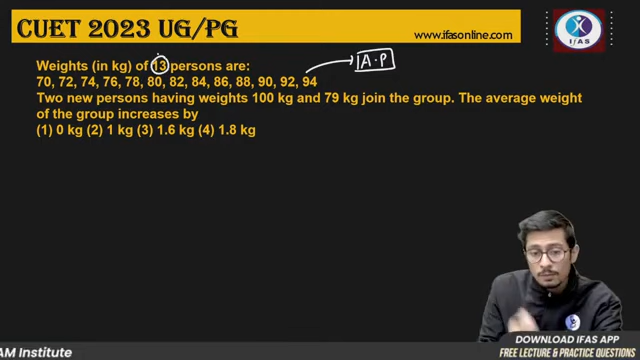 CUET 2023 UG/PG
www.ifasonline.com
iFAS
Weights (in kg) of 13 persons are:
A.P
70, 72, 74, 76, 78, 80, 82, 84, 86, 88, 90, 92, 94
Two new persons having weights 100 kg and 79 kg join the group. The average weight
of the group increases by
(1) 0 kg (2) 1 kg (3) 1.6 kg (4) 1.8 kg
DOWNLOAD IFAS APP
AM Institute
FREE LECTURE & PRACTICE QUESTIONS